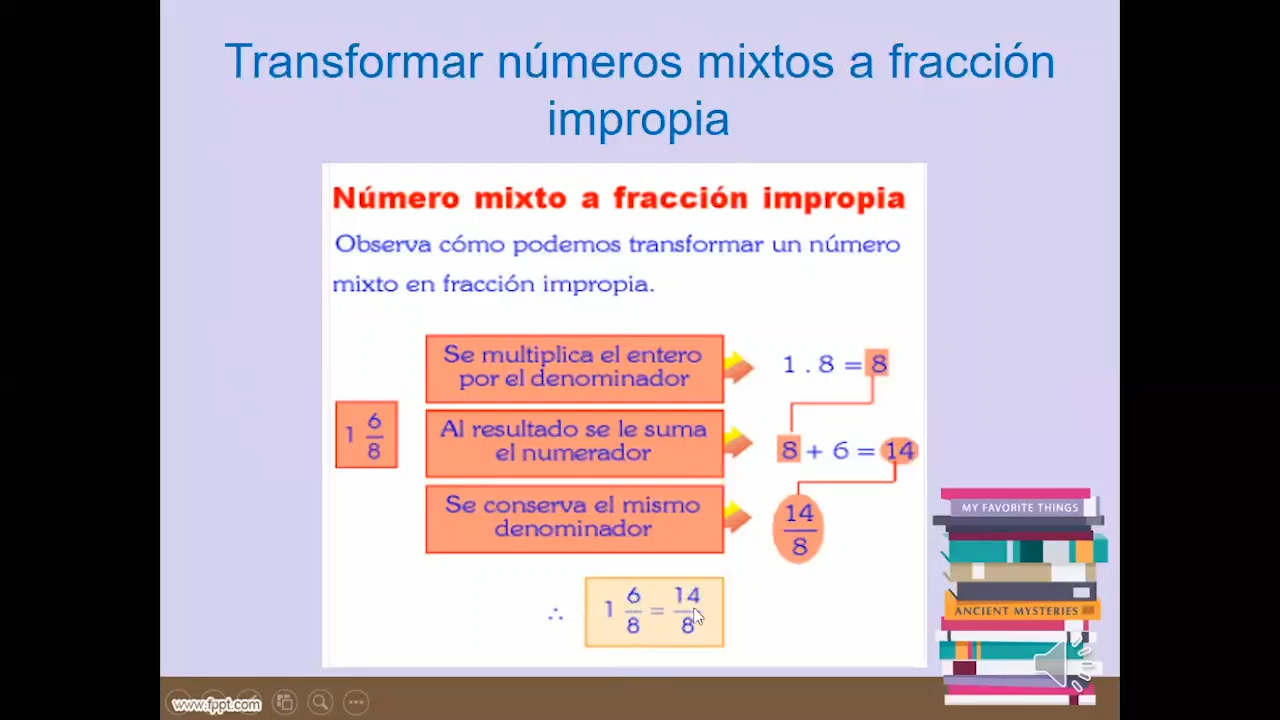 Transformar números mixtos a fracción
impropia
Número mixto a fracción impropia
Observa cómo podemos transformar un número
mixto en fracción impropia.
1 6/8
Se multiplica el entero
por el denominador
1 . 8 = 8
Al resultado se le suma
el numerador
8 + 6 = 14
Se conserva el mismo
denominador
14/8
∴ 1 6/8 = 14/8
MY FAVORITE THINGS
ANCIENT MYSTERIES
www.fppt.com